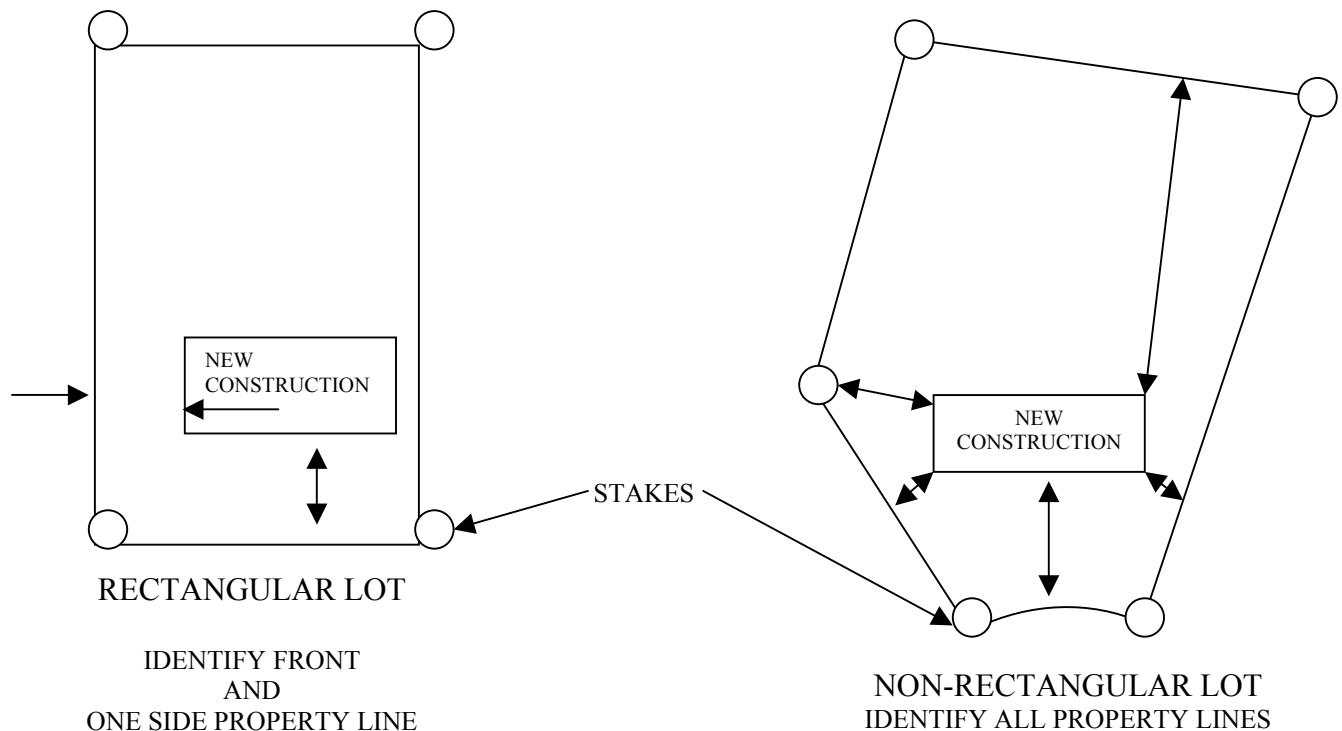 NEW
CONSTRUCTION
RECTANGULAR LOT
IDENTIFY FRONT
AND
ONE SIDE PROPERTY LINE
STAKES
NEW
CONSTRUCTION
NON-RECTANGULAR LOT
IDENTIFY ALL PROPERTY LINES